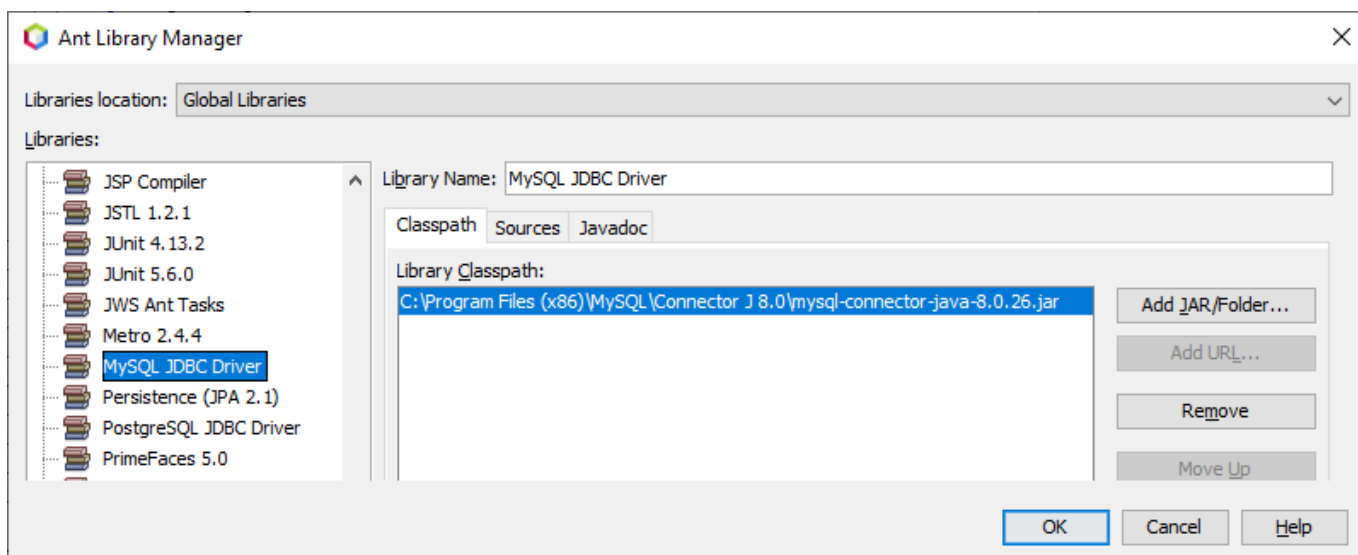 Ant Library Manager
Libraries location: Global Libraries
Libraries:
JSP Compiler
JSTL 1.2.1
JUnit 4.13.2
JUnit 5.6.0
JWS Ant Tasks
Metro 2.4.4
MySQL JDBC Driver
Persistence (JPA 2.1)
PostgreSQL JDBC Driver
PrimeFaces 5.0
Library Name: MySQL JDBC Driver
Classpath Sources Javadoc
Library Classpath:
C:\Program Files (x86)\MySQL\Connector J 8.0\mysql-connector-java-8.0.26.jar
Add JAR/Folder...
Add URL...
Remove
Move Up
OK Cancel Help